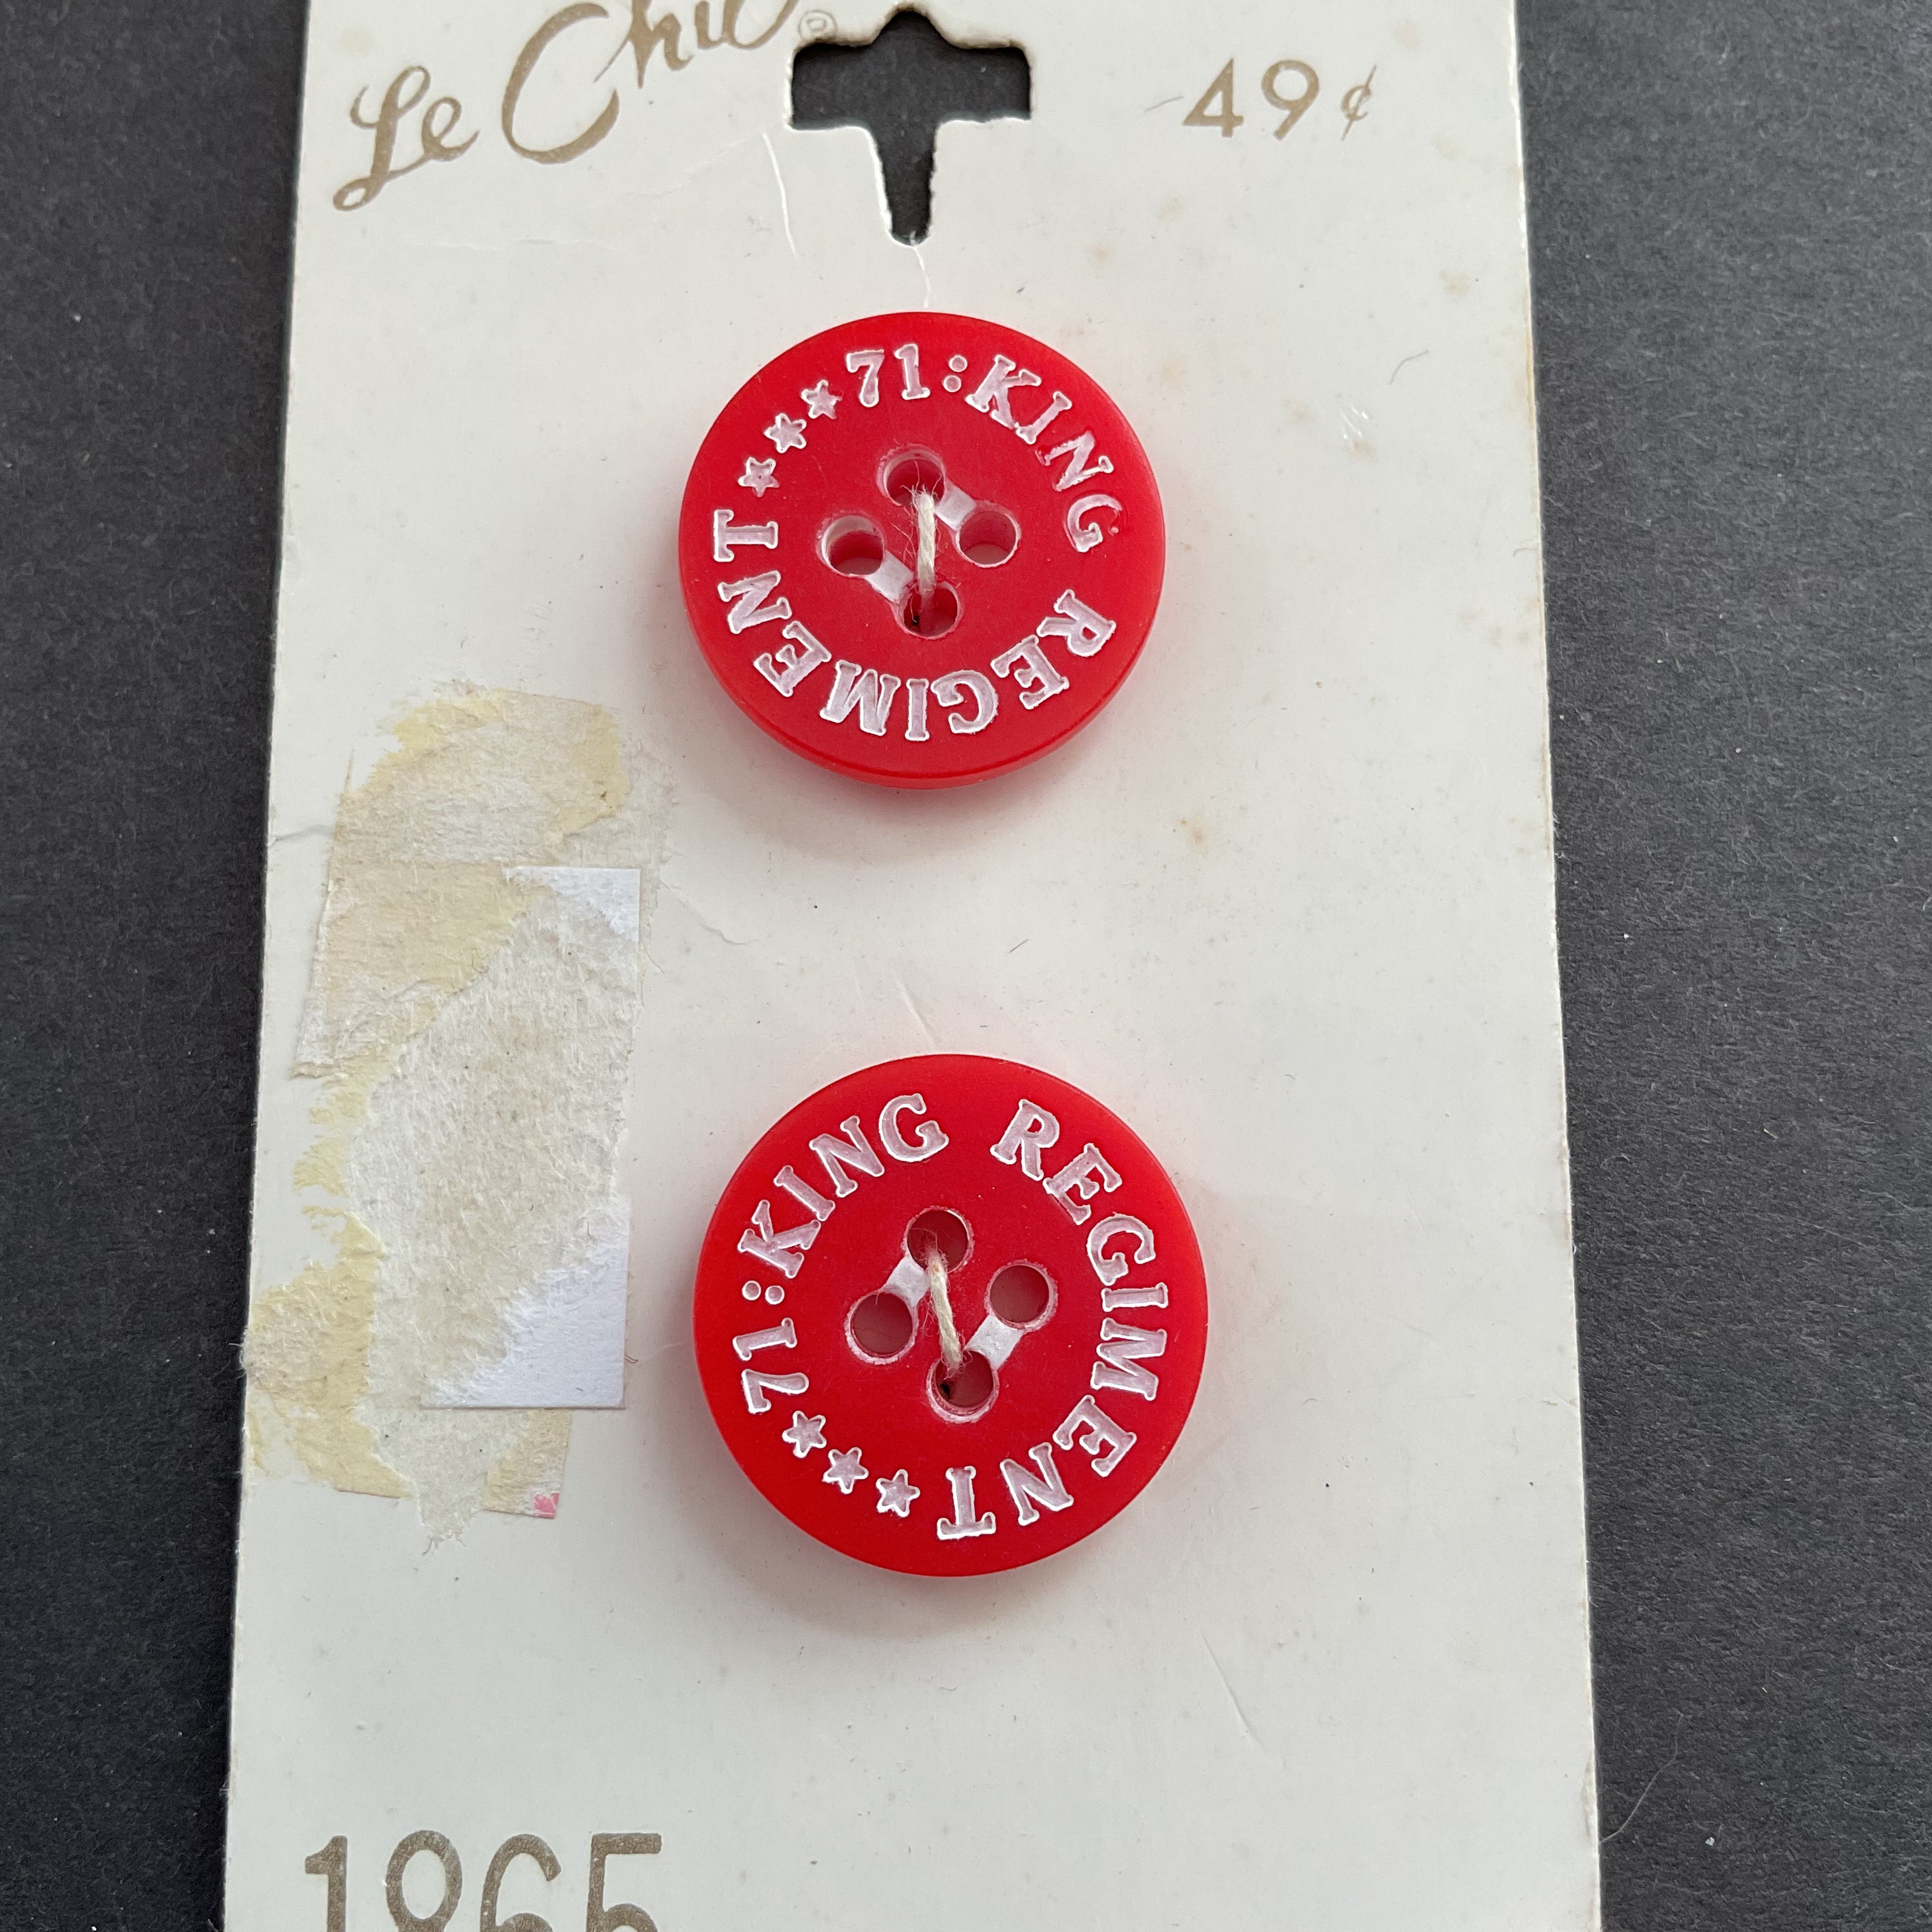 Le Chic ®
49¢
★★★71:KING REGIMENT
71:KING REGIMENT★★★
1865